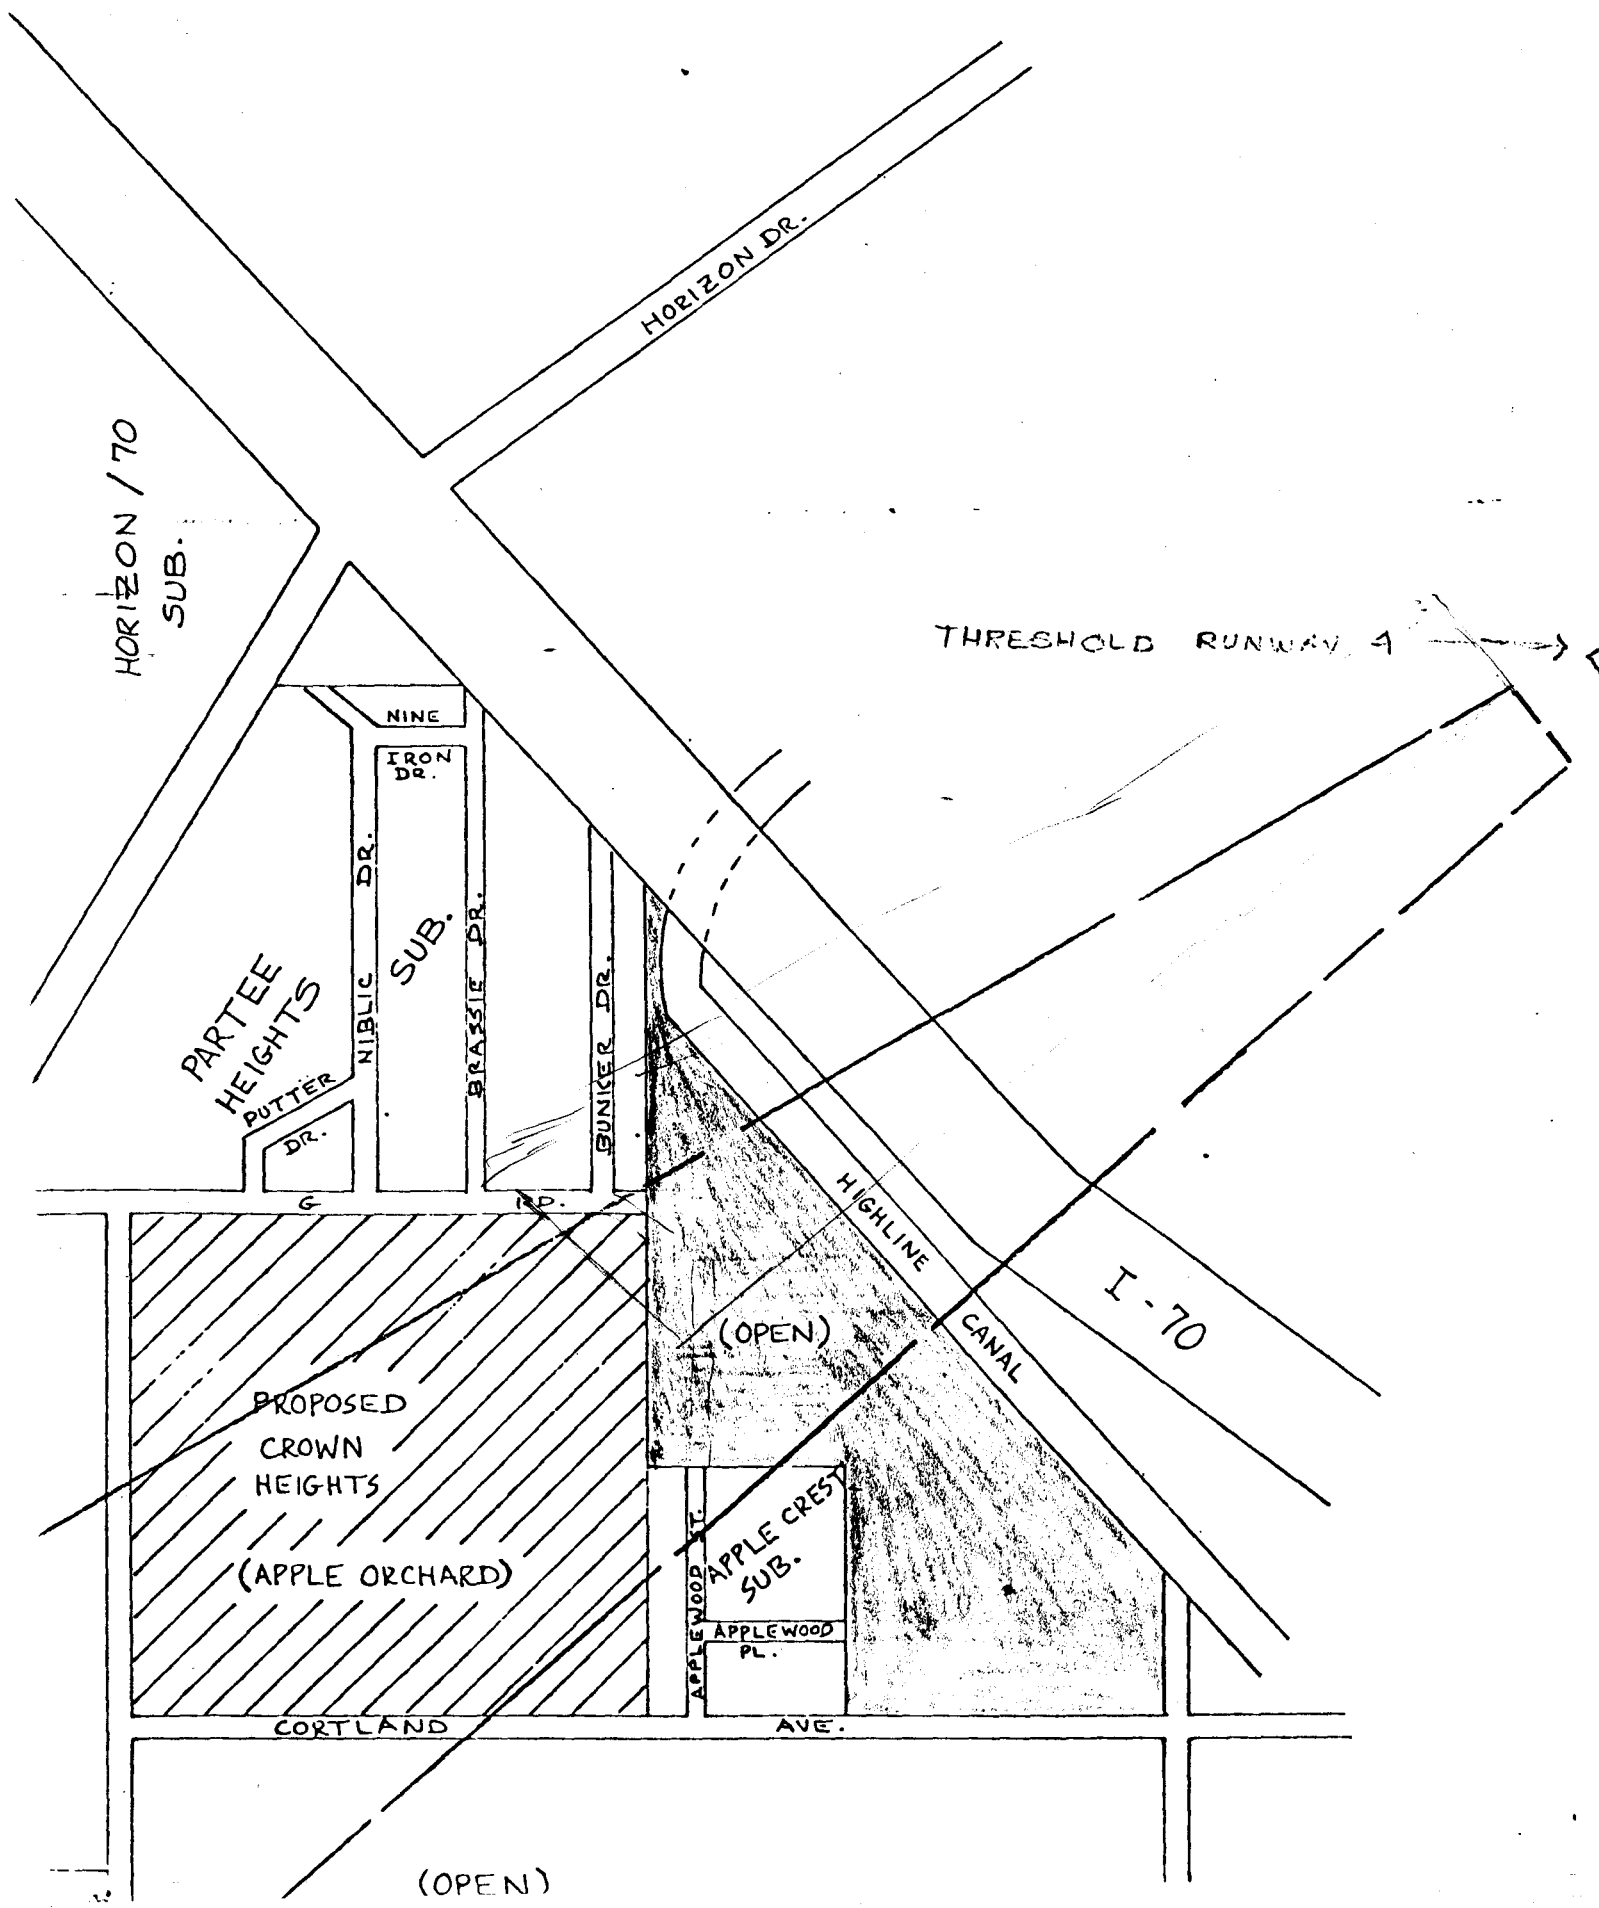 HORIZON DR.
HORIZON / 70
SUB.
THRESHOLD RUNWAY 4
NINE
IRON
DR.
NIBLIC DR.
SUB.
BRASSIE DR.
BUNKER DR.
PARTEE
HEIGHTS
PUTTER
DR.
G RD.
HIGHLINE CANAL
I-70
(OPEN)
PROPOSED
CROWN
HEIGHTS
(APPLE ORCHARD)
APPLEWOOD ST.
APPLE CREST
SUB.
APPLEWOOD
PL.
CORTLAND AVE.
(OPEN)